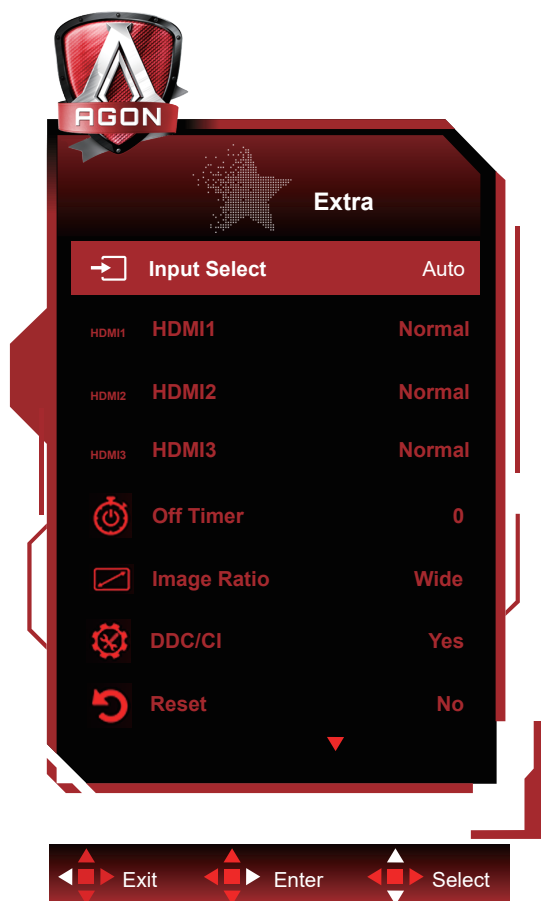 AGON
Extra
Input Select Auto
HDMI1 HDMI1 Normal
HDMI2 HDMI2 Normal
HDMI3 HDMI3 Normal
Off Timer 0
Image Ratio Wide
DDC/CI Yes
Reset No
Exit Enter Select